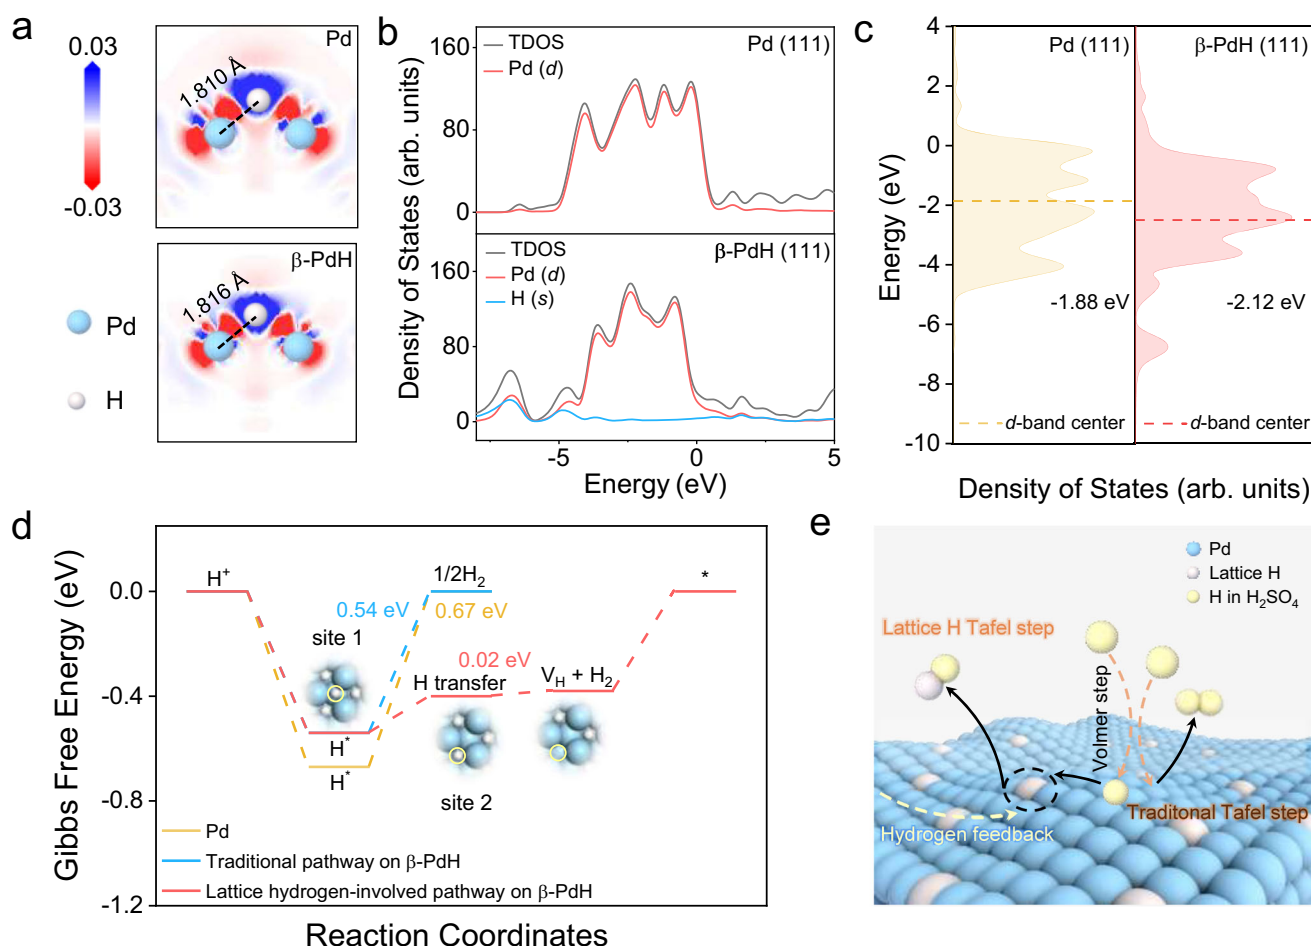 a
0.03
-0.03
Pd
1.810 Å
β-PdH
1.816 Å
Pd
H
b
Density of States (arb. units)
160
80
0
TDOS
Pd (d)
Pd (111)
160
80
0
TDOS
Pd (d)
H (s)
β-PdH (111)
-5
0
5
Energy (eV)
c
Energy (eV)
4
2
0
-2
-4
-6
-8
-10
Pd (111)
β-PdH (111)
-1.88 eV
-2.12 eV
d-band center
d-band center
Density of States (arb. units)
d
Gibbs Free Energy (eV)
0.0
-0.4
-0.8
-1.2
H+
1/2H2
*
0.54 eV
0.67 eV
site 1
0.02 eV
H transfer
VH + H2
H*
H*
site 2
Pd
Traditional pathway on β-PdH
Lattice hydrogen-involved pathway on β-PdH
Reaction Coordinates
e
Pd
Lattice H
H in H2SO4
Lattice H Tafel step
Volmer step
Traditonal Tafel step
Hydrogen feedback